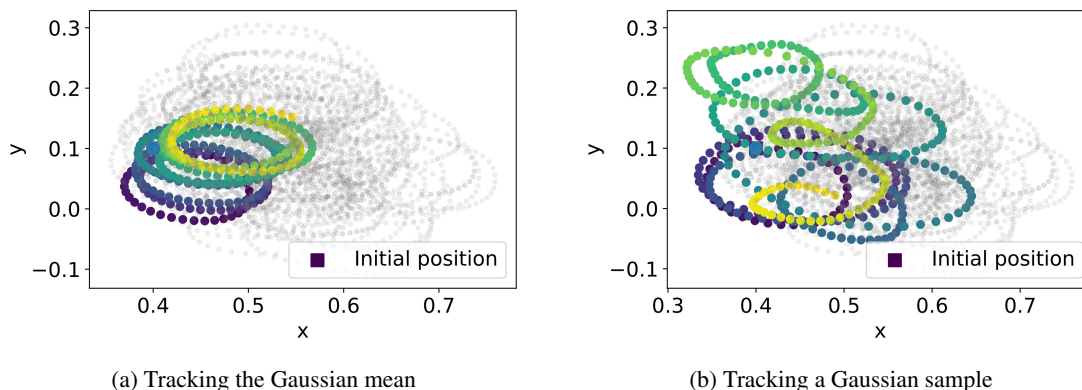 0.3
0.2
0.1
0.0
−0.1
y
0.4
0.5
0.6
0.7
x
Initial position
(a) Tracking the Gaussian mean
0.3
0.2
0.1
0.0
−0.1
y
0.3
0.4
0.5
0.6
0.7
x
Initial position
(b) Tracking a Gaussian sample